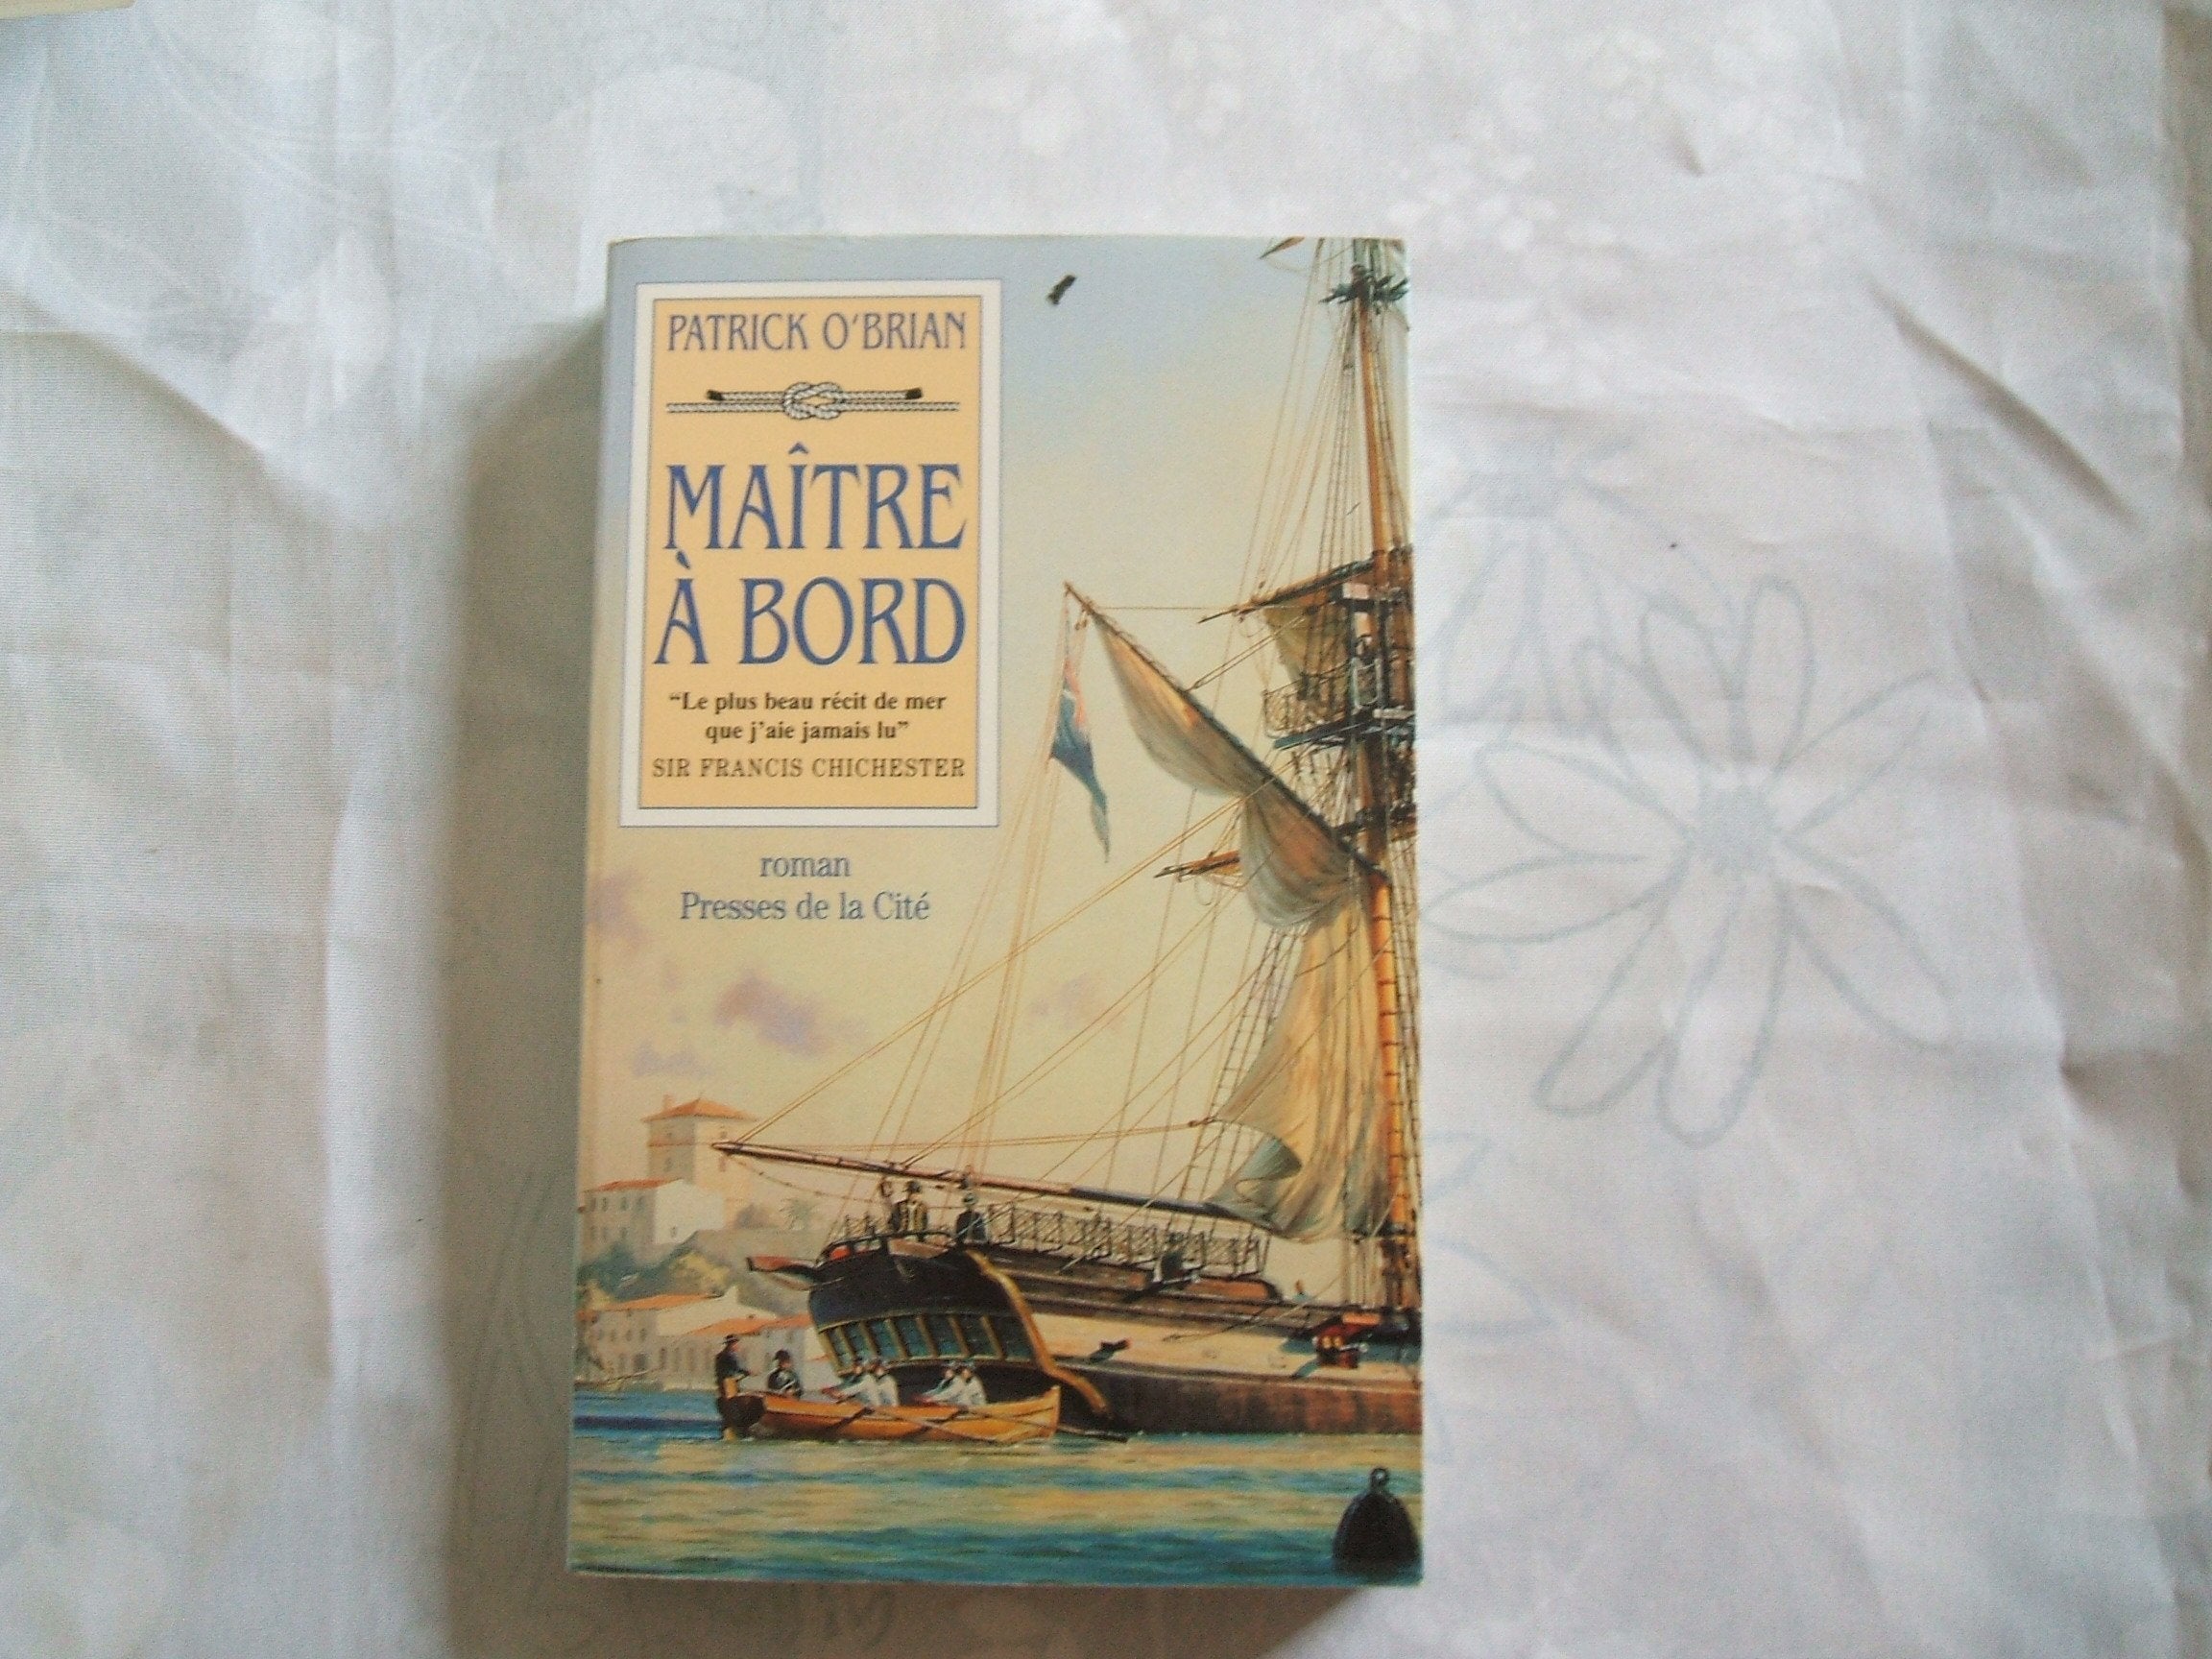 PATRICK O'BRIAN
MAÎTRE
À BORD
"Le plus beau récit de mer
que j'aie jamais lu"
SIR FRANCIS CHICHESTER
roman
Presses de la Cité